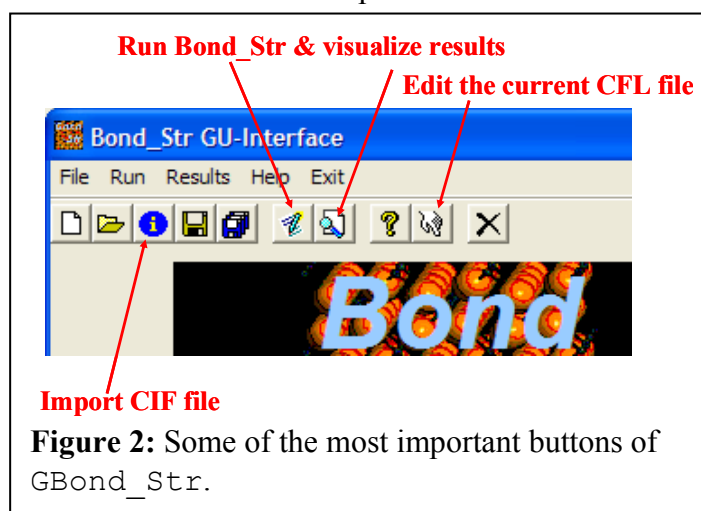 Run Bond_Str & visualize results
Edit the current CFL file
Bond_Str GU-Interface
File Run Results Help Exit
Bond
Import CIF file
Figure 2: Some of the most important buttons of
GBond_Str.